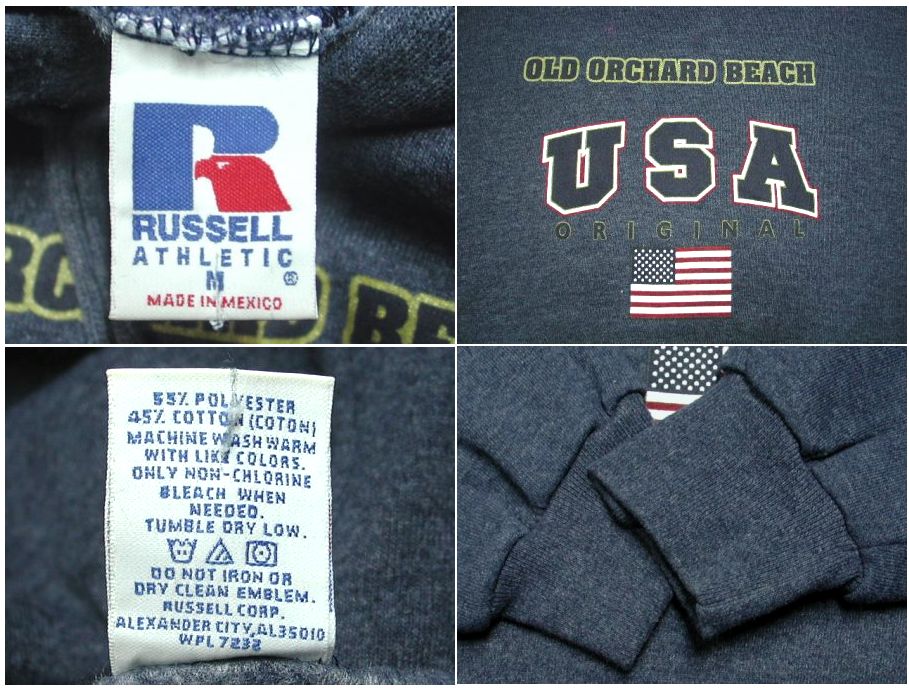 RUSSELL
ATHLETIC
M ®
MADE IN MEXICO
OLD ORCHARD BEACH
USA
ORIGINAL
55% POLYESTER
45% COTTON (COTON)
MACHINE WASH WARM
WITH LIKE COLORS.
ONLY NON-CHLORINE
BLEACH WHEN
NEEDED.
TUMBLE DRY LOW.
DO NOT IRON OR
DRY CLEAN EMBLEM.
RUSSELL CORP.
ALEXANDER CITY,AL35010
WPL 7232